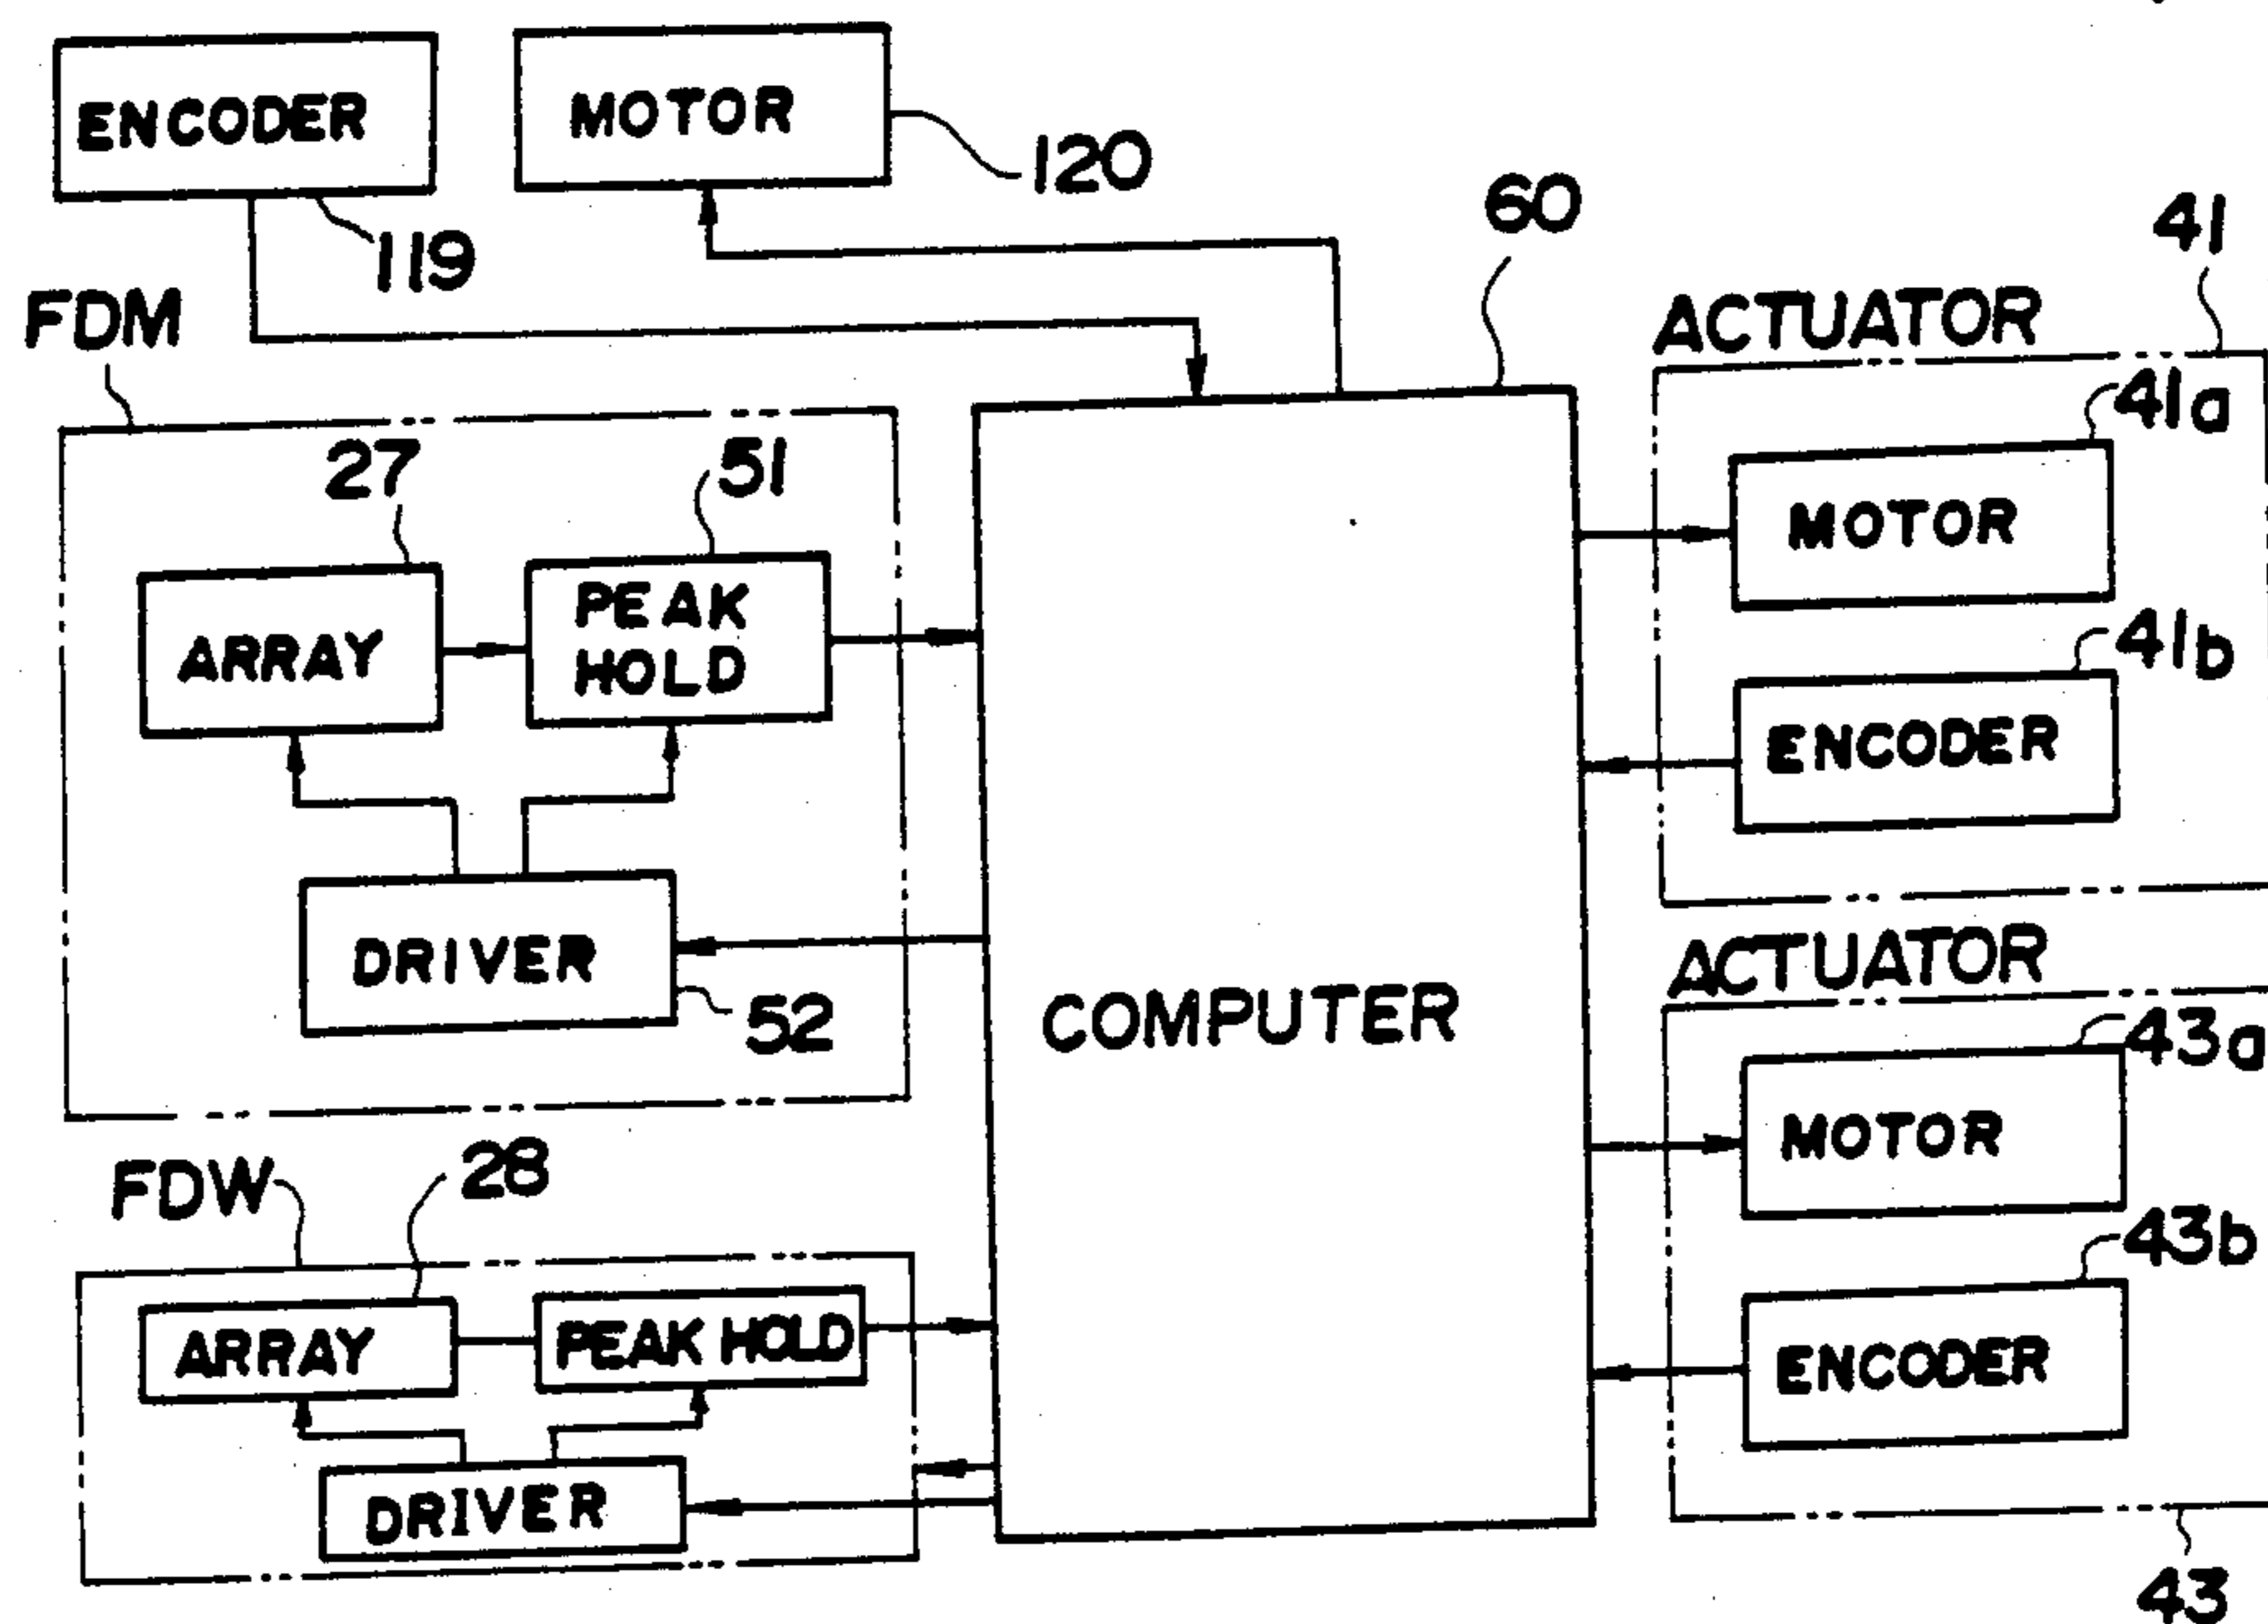 ENCODER
MOTOR
120
119
60
41
FDM
ACTUATOR
41a
27
51
MOTOR
PEAK
HOLD
ARRAY
41b
ENCODER
DRIVER
52
COMPUTER
ACTUATOR
43a
MOTOR
FDW
28
43b
ARRAY
PEAK HOLD
ENCODER
DRIVER
43